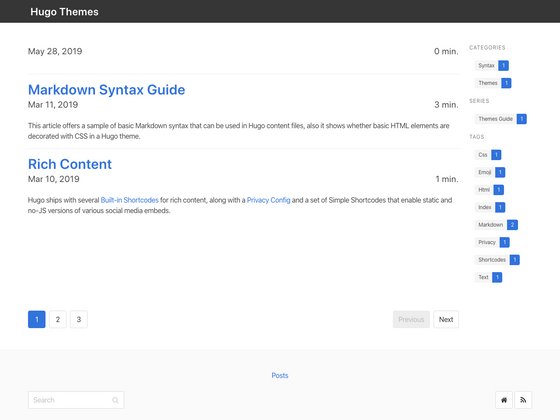 Hugo Themes
May 28, 2019 0 min.
Markdown Syntax Guide
Mar 11, 2019 3 min.
This article offers a sample of basic Markdown syntax that can be used in Hugo content files, also it shows whether basic HTML elements are
decorated with CSS in a Hugo theme.
Rich Content
Mar 10, 2019 1 min.
Hugo ships with several Built-in Shortcodes for rich content, along with a Privacy Config and a set of Simple Shortcodes that enable static and
no-JS versions of various social media embeds.
1 2 3 Previous Next
CATEGORIES
Syntax 1
Themes 1
SERIES
Themes Guide 1
TAGS
Css 1
Emoji 1
Html 1
Index 1
Markdown 2
Privacy 1
Shortcodes 1
Text 1
Posts
Search